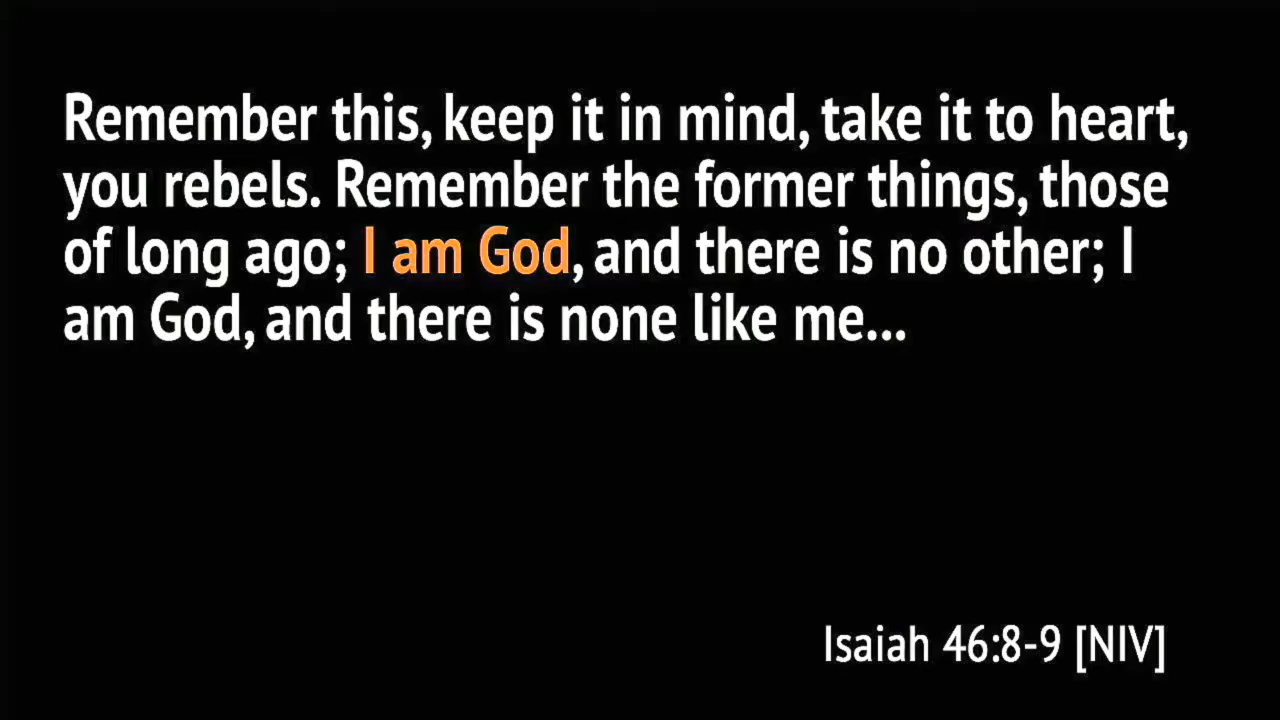 Remember this, keep it in mind, take it to heart,
you rebels. Remember the former things, those
of long ago; I am God, and there is no other; I
am God, and there is none like me...
Isaiah 46:8-9 [NIV]